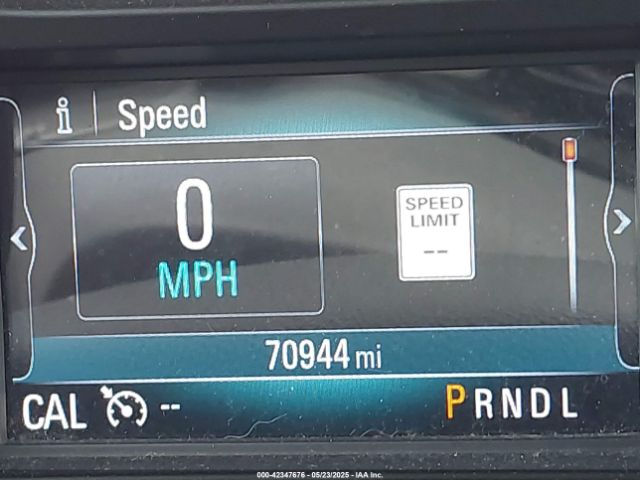 i Speed
0
MPH
SPEED
LIMIT
--
70944 mi
CAL -- PRNDL
000-42347676 - 05/23/2025 - IAA Inc.